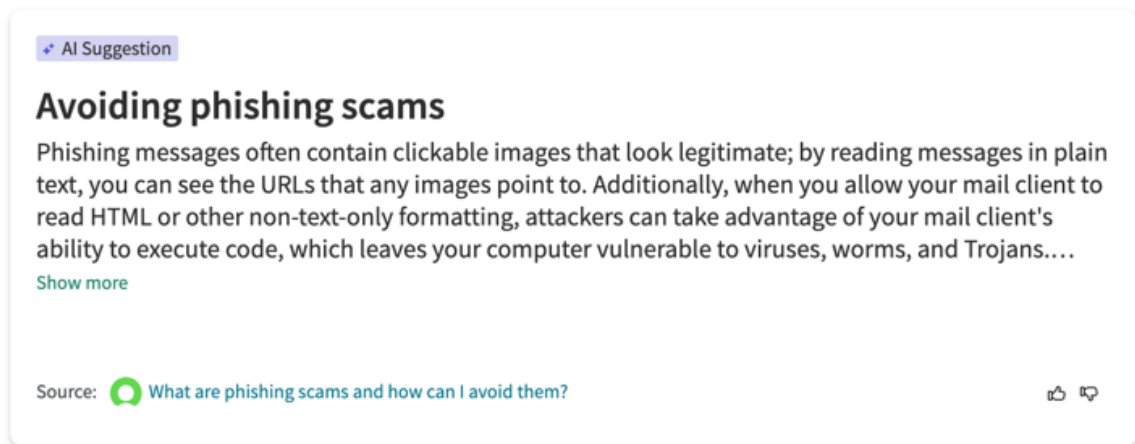 AI Suggestion
Avoiding phishing scams
Phishing messages often contain clickable images that look legitimate; by reading messages in plain
text, you can see the URLs that any images point to. Additionally, when you allow your mail client to
read HTML or other non-text-only formatting, attackers can take advantage of your mail client's
ability to execute code, which leaves your computer vulnerable to viruses, worms, and Trojans....
Show more
Source: What are phishing scams and how can I avoid them?